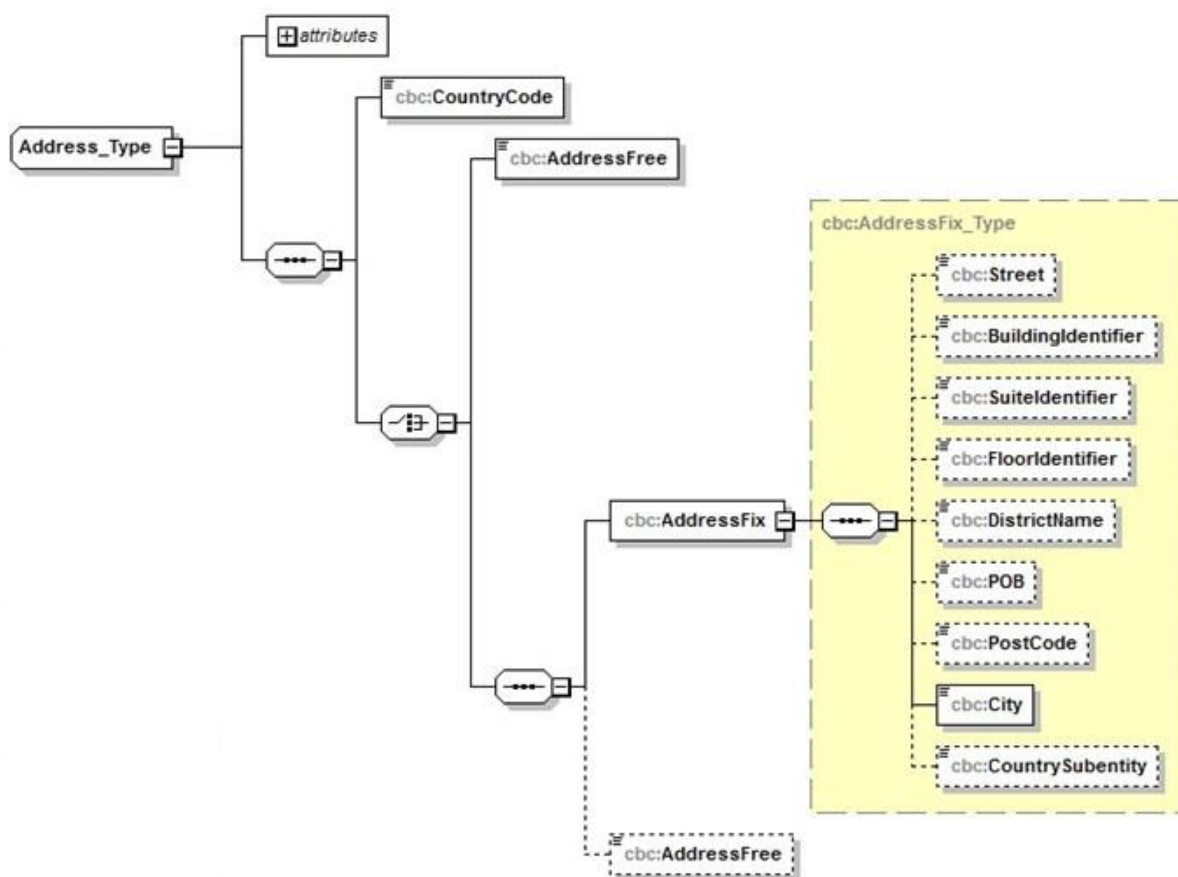 attributes
cbc:CountryCode
Address_Type
cbc:AddressFree
cbc:AddressFix_Type
cbc:Street
cbc:BuildingIdentifier
cbc:SuiteIdentifier
cbc:FloorIdentifier
cbc:AddressFix
cbc:DistrictName
cbc:POB
cbc:PostCode
cbc:City
cbc:CountrySubentity
cbc:AddressFree